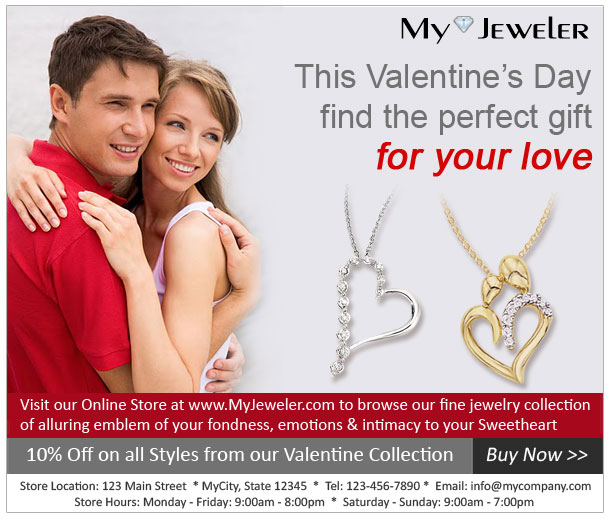 My Jeweler
This Valentine's Day
find the perfect gift
for your love
Visit our Online Store at www.MyJeweler.com to browse our fine jewelry collection
of alluring emblem of your fondness, emotions & intimacy to your Sweetheart
10% Off on all Styles from our Valentine Collection Buy Now >>
Store Location: 123 Main Street * MyCity, State 12345 * Tel: 123-456-7890 * Email: info@mycompany.com
Store Hours: Monday - Friday: 9:00am - 8:00pm * Saturday - Sunday: 9:00am - 7:00pm